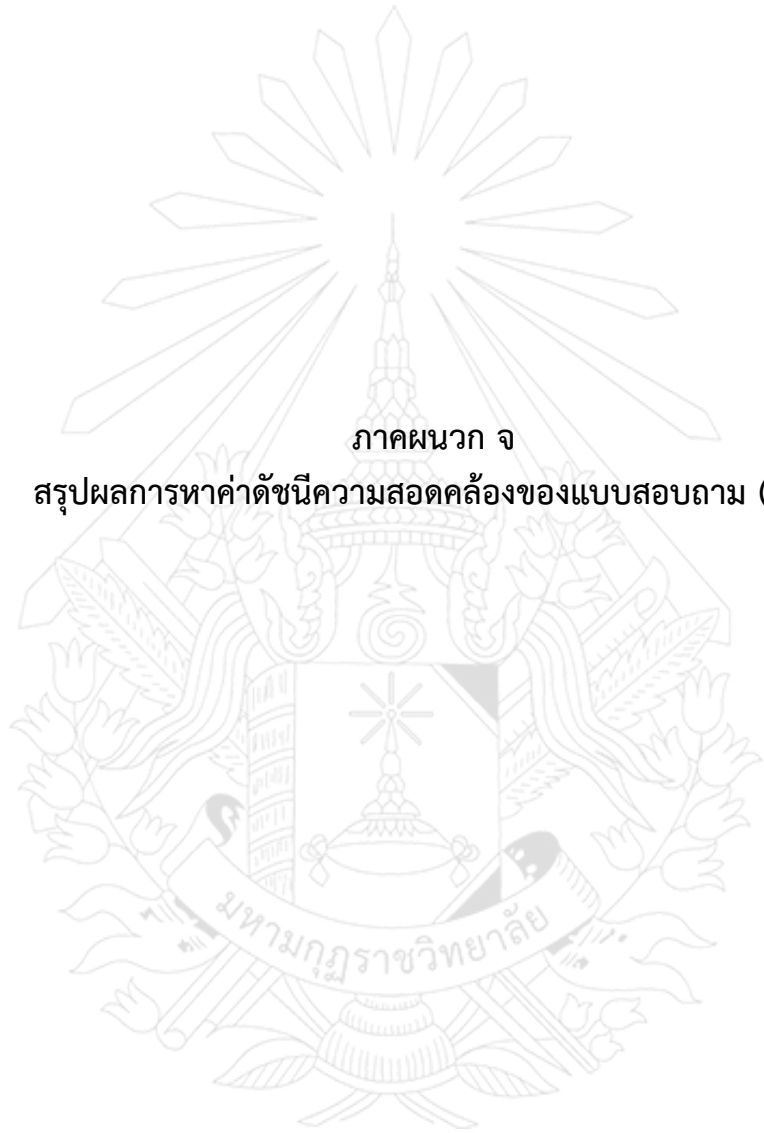 ภาคผนวก จ
สรุปผลการหาค่าดัชนีความสอดคล้องของแบบสอบถาม (
มหามกุฏราชวิทยาลัย